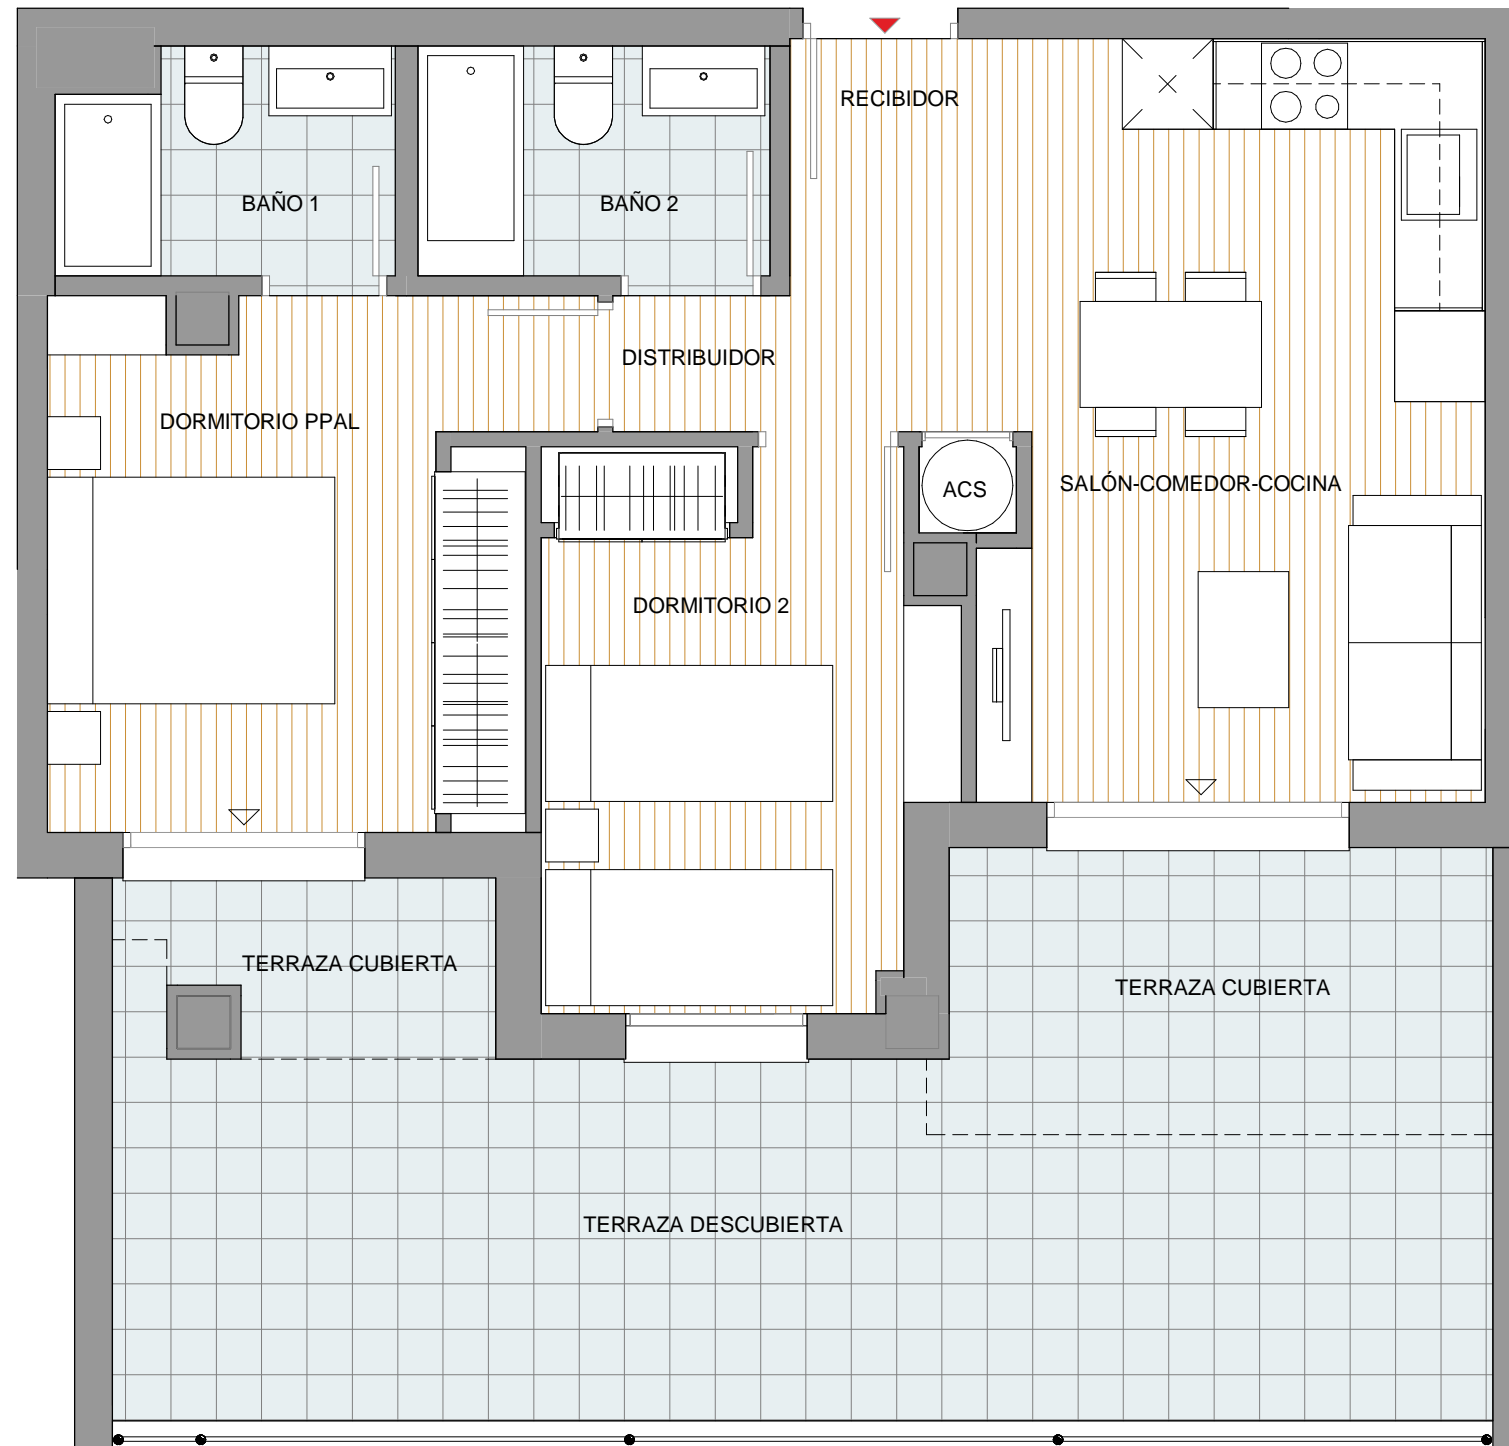 RECIBIDOR
BAÑO 1
BAÑO 2
DISTRIBUIDOR
DORMITORIO PPAL
ACS
SALÓN-COMEDOR-COCINA
DORMITORIO 2
TERRAZA CUBIERTA
TERRAZA CUBIERTA
TERRAZA DESCUBIERTA